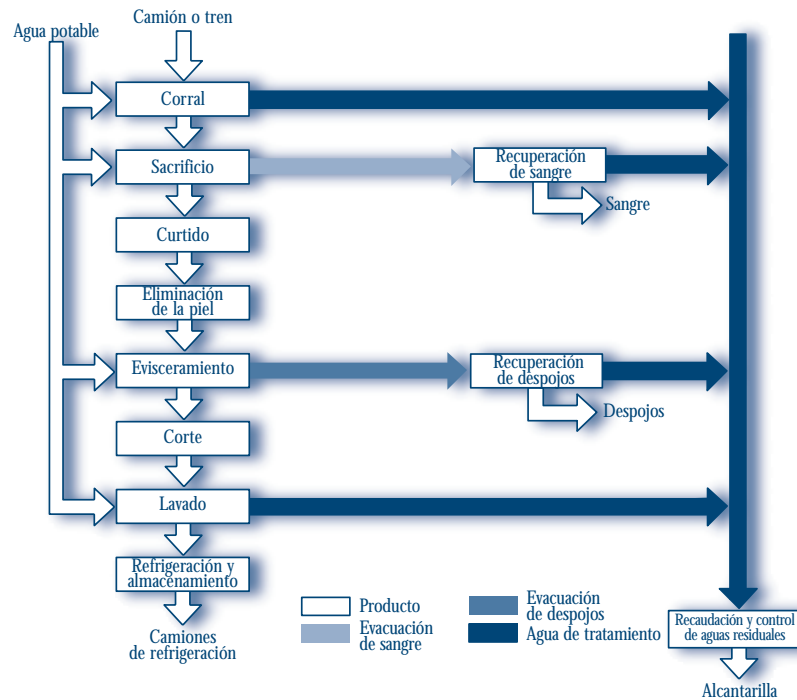 Camión o tren
Agua potable
Corral
Sacrificio
Recuperación
de sangre
Sangre
Curtido
Eliminación
de la piel
Evisceramiento
Recuperación
de despojos
Despojos
Corte
Lavado
Refrigeración y
almacenamiento
Camiones
de refrigeración
Producto
Evacuación
de sangre
Evacuación
de despojos
Agua de tratamiento
Recaudación y control
de aguas residuales
Alcantarilla